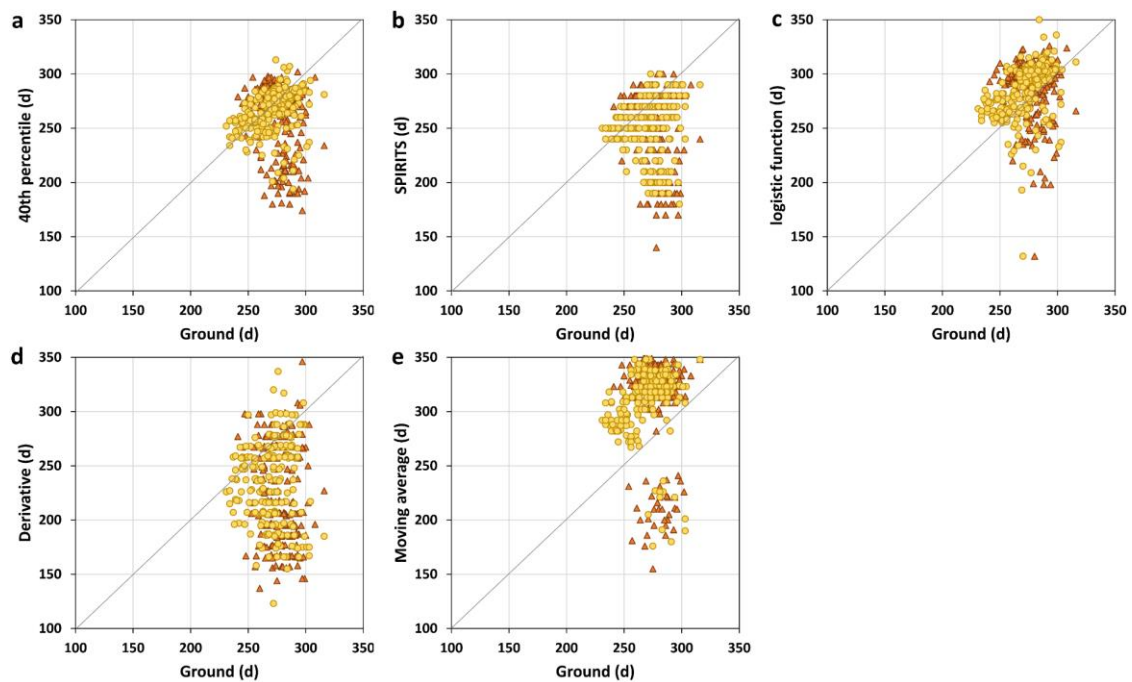 a
350
300
250
200
150
100
40th percentile (d)
100 150 200 250 300 350
Ground (d)
b
350
300
250
200
150
100
SPIRITS (d)
100 150 200 250 300 350
Ground (d)
c
350
300
250
200
150
100
logistic function (d)
100 150 200 250 300 350
Ground (d)
d
350
300
250
200
150
100
Derivative (d)
100 150 200 250 300 350
Ground (d)
e
350
300
250
200
150
100
Moving average (d)
100 150 200 250 300 350
Ground (d)